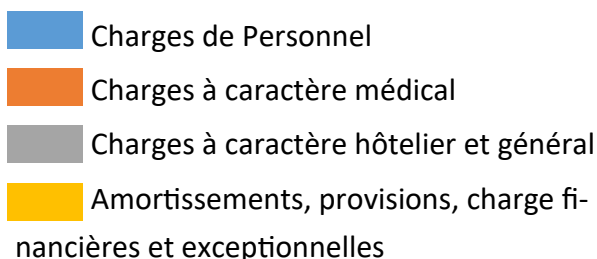 Charges de Personnel
Charges à caractère médical
Charges à caractère hôtelier et général
Amortissements, provisions, charge fi-
nancières et exceptionnelles